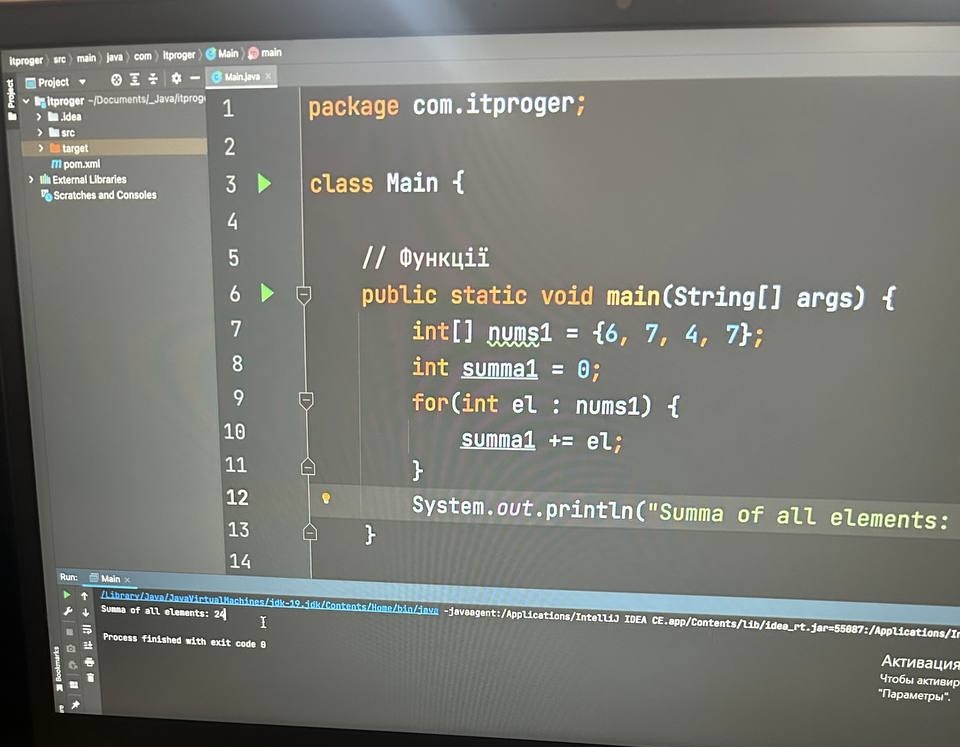 itproger src main java com itproger Main main
Project
Project
Main.java
itproger ~/Documents/_Java/itprog
.idea
src
target
pom.xml
External Libraries
Scratches and Consoles
1 package com.itproger;
2
3 class Main {
4
5 // Функції
6 public static void main(String[] args) {
7 int[] nums1 = {6, 7, 4, 7};
8 int summa1 = 0;
9 for(int el : nums1) {
10 summa1 += el;
11 }
12 System.out.println("Summa of all elements:
13 }
14
Run: Main
/Library/Java/JavaVirtualMachines/jdk-19.jdk/Contents/Home/bin/java -javaagent:/Applications/IntelliJ IDEA CE.app/Contents/lib/idea_rt.jar=55087:/Applications/In
Summa of all elements: 24
Process finished with exit code 0
Bookmarks
Активация
Чтобы активир
"Параметры".